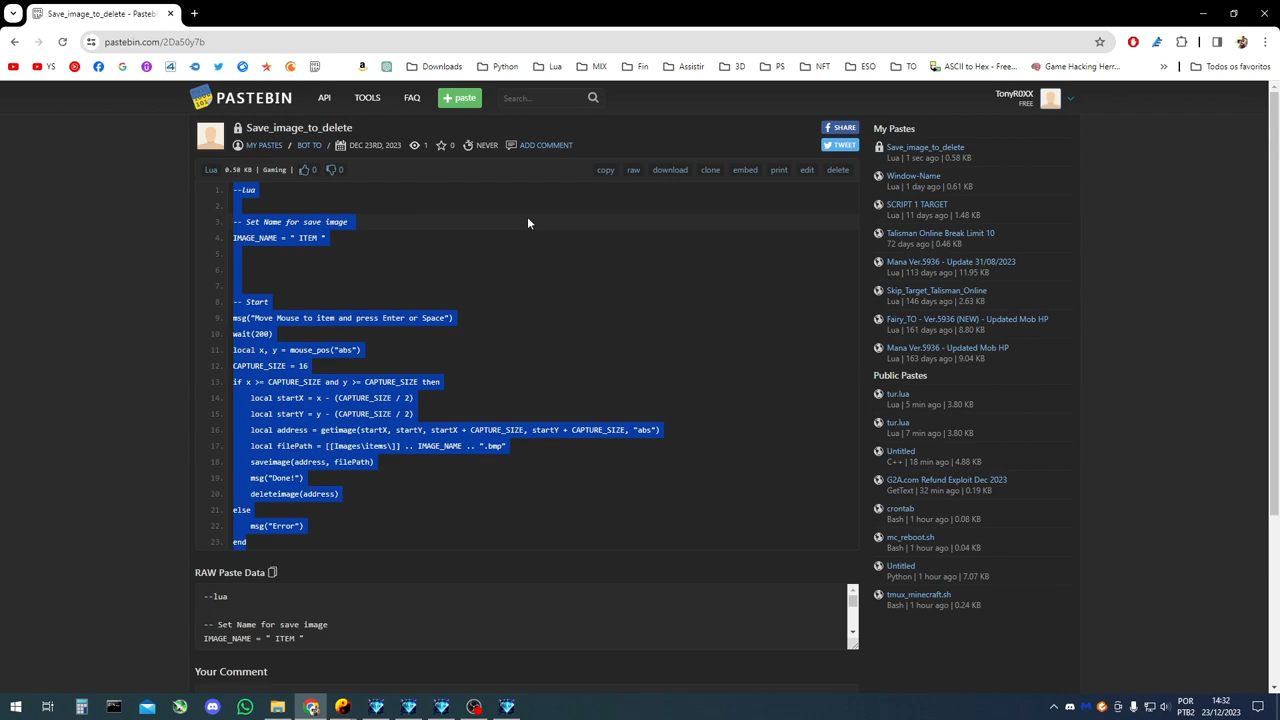 Save_image_to_delete - Pasteb
pastebin.com/2Da50y7b
YS
YS
Downloads
Python
Lua
MIX
Fin
Assistir
33
PP
NFT
ESO
TO
ASCII to Hex - Free...
Game Hacking Herr...
»
Todos os favoritos
PASTEBIN
API
TOOLS
FAQ
+ paste
Search...
TonyR0XX
FREE
Save_image_to_delete
SHARE
MY PASTES / BOT TO / DEC 23RD, 2023 1 0 NEVER ADD COMMENT
TWEET
Lua 0.58 KB | Gaming | 0 0
copy raw download clone embed print edit delete
1. --lua
2.
3. -- Set Name for save image
4. IMAGE_NAME = " ITEM "
5.
6.
7.
8. -- Start
9. msg("Move Mouse to item and press Enter or Space")
10. wait(200)
11. local x, y = mouse_pos("abs")
12. CAPTURE_SIZE = 16
13. if x >= CAPTURE_SIZE and y >= CAPTURE_SIZE then
14. local startX = x - (CAPTURE_SIZE / 2)
15. local startY = y - (CAPTURE_SIZE / 2)
16. local address = getimage(startX, startY, startX + CAPTURE_SIZE, startY + CAPTURE_SIZE, "abs")
17. local filePath = [[Images\items\]] .. IMAGE_NAME .. ".bmp"
18. saveimage(address, filePath)
19. msg("Done!")
20. deleteimage(address)
21. else
22. msg("Error")
23. end
RAW Paste Data
--lua
-- Set Name for save image
IMAGE_NAME = " ITEM "
Your Comment
My Pastes
Save_image_to_delete
Lua | 1 sec ago | 0.58 KB
Window-Name
Lua | 1 day ago | 0.61 KB
SCRIPT 1 TARGET
Lua | 11 days ago | 1.48 KB
Talisman Online Break Limit 10
72 days ago | 0.46 KB
Mana Ver.5936 - Update 31/08/2023
Lua | 113 days ago | 11.95 KB
Skip_Target_Talisman_Online
Lua | 146 days ago | 2.63 KB
Fairy_TO - Ver.5936 (NEW) - Updated Mob HP
Lua | 161 days ago | 8.80 KB
Mana Ver.5936 - Updated Mob HP
Lua | 163 days ago | 9.04 KB
Public Pastes
tur.lua
Lua | 5 min ago | 3.80 KB
tur.lua
Lua | 7 min ago | 3.80 KB
Untitled
C++ | 18 min ago | 4.88 KB
G2A.com Refund Exploit Dec 2023
GetText | 32 min ago | 0.19 KB
crontab
Bash | 1 hour ago | 0.08 KB
mc_reboot.sh
Bash | 1 hour ago | 0.04 KB
Untitled
Python | 1 hour ago | 7.07 KB
tmux_minecraft.sh
Bash | 1 hour ago | 0.24 KB
POR
PTB2
14:32
23/12/2023